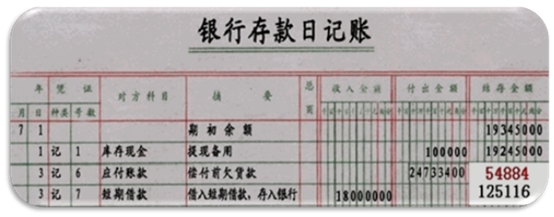 银行存款日记账
年 凭证 对方科目 摘要 总页 收入金额 付出金额 结存金额
月 日 种类 号数
7 1 期初余额 19345000
1 记 1 库存现金 提现备用 100000 19245000
3 记 6 应付账款 偿付前欠货款 24733400 54884
3 记 7 短期借款 借入短期借款，存入银行 18000000 125116